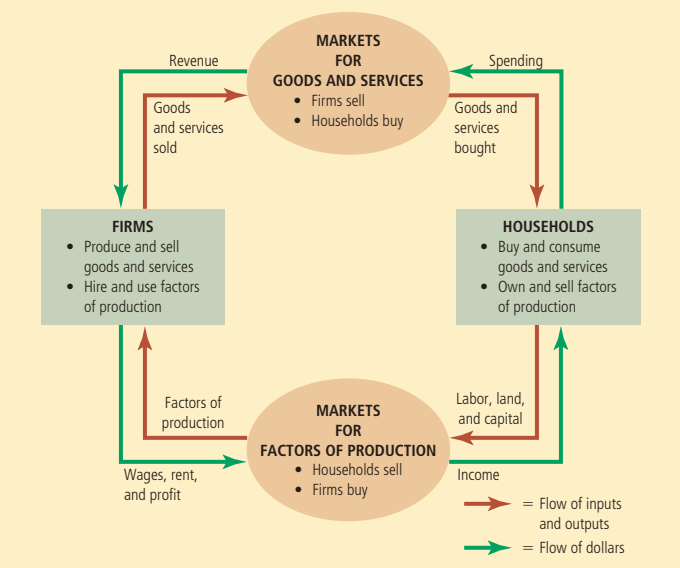 MARKETS
FOR
GOODS AND SERVICES
• Firms sell
• Households buy
Revenue
Spending
Goods
and services
sold
Goods and
services
bought
FIRMS
• Produce and sell
goods and services
• Hire and use factors
of production
HOUSEHOLDS
• Buy and consume
goods and services
• Own and sell factors
of production
Factors of
production
Labor, land,
and capital
MARKETS
FOR
FACTORS OF PRODUCTION
• Households sell
• Firms buy
Wages, rent,
and profit
Income
= Flow of inputs
and outputs
= Flow of dollars